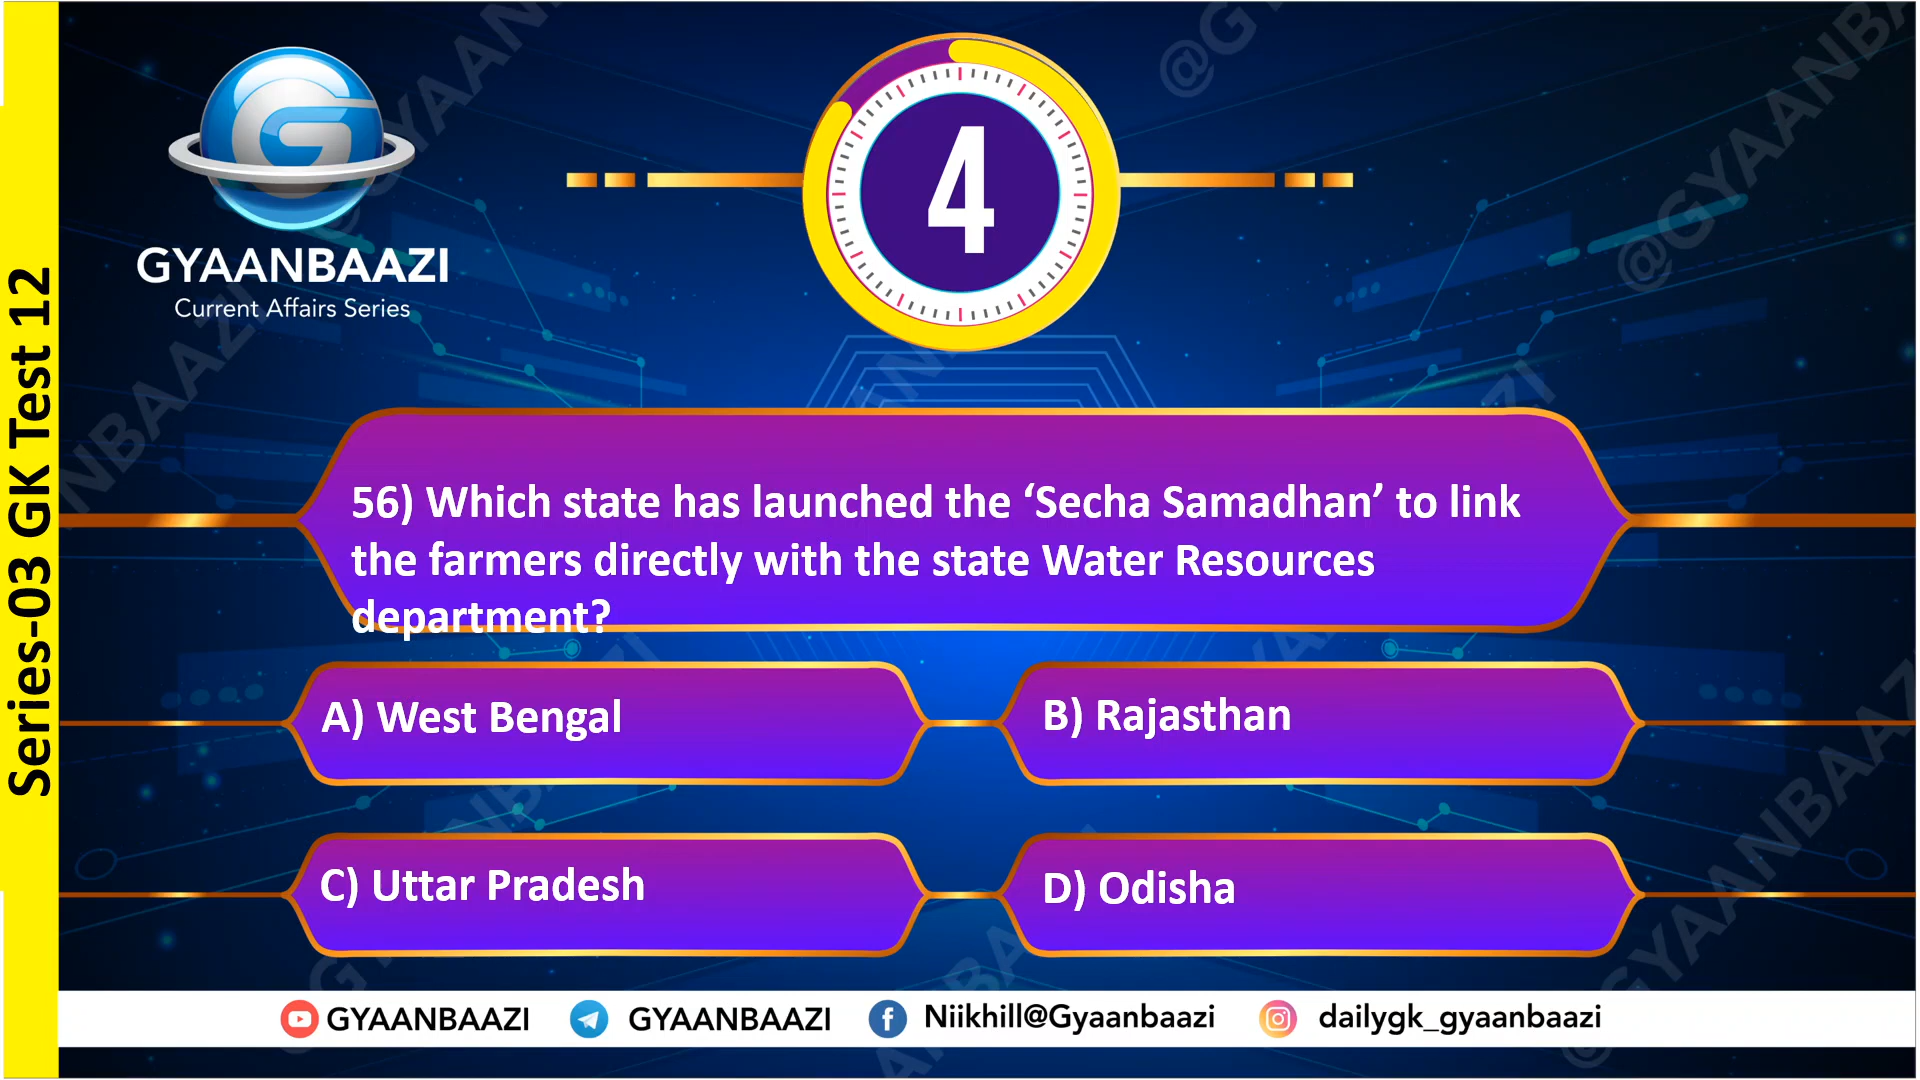 Series-03 GK Test 12
GYAANBAAZI
Current Affairs Series
4
56) Which state has launched the ‘Secha Samadhan’ to link
the farmers directly with the state Water Resources
department?
A) West Bengal
B) Rajasthan
C) Uttar Pradesh
D) Odisha
GYAANBAAZI
GYAANBAAZI
Niikhill@Gyaanbaazi
dailygk_gyaanbaazi
@GYAANBAAZI